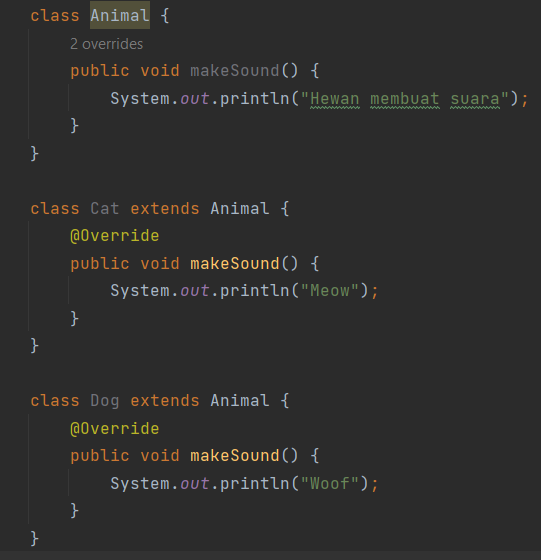 class Animal {
2 overrides
public void makeSound() {
System.out.println("Hewan membuat suara");
}
}
class Cat extends Animal {
@Override
public void makeSound() {
System.out.println("Meow");
}
}
class Dog extends Animal {
@Override
public void makeSound() {
System.out.println("Woof");
}
}